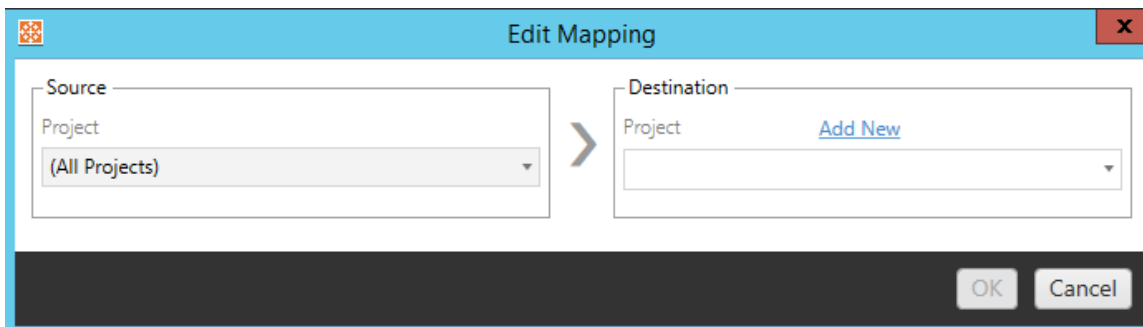 Edit Mapping
x
Source
Project
(All Projects)
Destination
Project Add New
OK Cancel